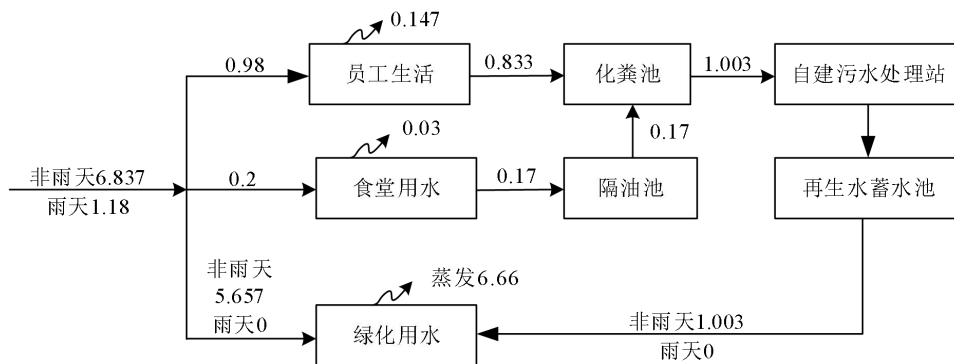 0.147
0.98
员工生活
0.833
化粪池
1.003
自建污水处理站
0.03
0.17
非雨天6.837
雨天1.18
0.2
食堂用水
0.17
隔油池
再生水蓄水池
非雨天
5.657
雨天0
蒸发6.66
绿化用水
非雨天1.003
雨天0